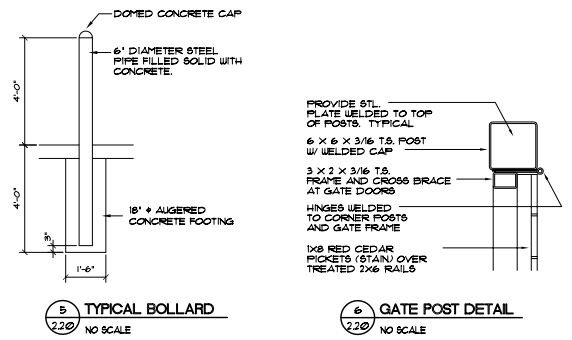 DOMED CONCRETE CAP
6" DIAMETER STEEL
PIPE FILLED SOLID WITH
CONCRETE.
4'-0"
4'-0"
18" ⌀ AUGERED
CONCRETE FOOTING
3"
1'-6"
5
2.20
TYPICAL BOLLARD
NO SCALE
PROVIDE STL.
PLATE WELDED TO TOP
OF POSTS. TYPICAL
6 X 6 X 3/16 T.S. POST
W/ WELDED CAP
3 X 2 X 3/16 T.S.
FRAME AND CROSS BRACE
AT GATE DOORS
HINGES WELDED
TO CORNER POSTS
AND GATE FRAME
1X8 RED CEDAR
PICKETS (STAIN) OVER
TREATED 2X6 RAILS
6
2.20
GATE POST DETAIL
NO SCALE